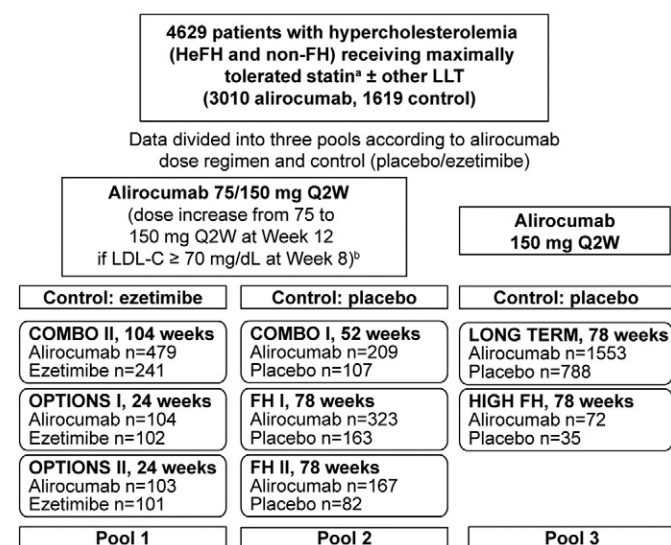 4629 patients with hypercholesterolemia
(HeFH and non-FH) receiving maximally
tolerated statinᵃ ± other LLT
(3010 alirocumab, 1619 control)
Data divided into three pools according to alirocumab
dose regimen and control (placebo/ezetimibe)
Alirocumab 75/150 mg Q2W
(dose increase from 75 to
150 mg Q2W at Week 12
if LDL-C ≥ 70 mg/dL at Week 8)ᵇ
Alirocumab
150 mg Q2W
Control: ezetimibe
Control: placebo
Control: placebo
COMBO II, 104 weeks
Alirocumab n=479
Ezetimibe n=241
COMBO I, 52 weeks
Alirocumab n=209
Placebo n=107
LONG TERM, 78 weeks
Alirocumab n=1553
Placebo n=788
OPTIONS I, 24 weeks
Alirocumab n=104
Ezetimibe n=102
FH I, 78 weeks
Alirocumab n=323
Placebo n=163
HIGH FH, 78 weeks
Alirocumab n=72
Placebo n=35
OPTIONS II, 24 weeks
Alirocumab n=103
Ezetimibe n=101
FH II, 78 weeks
Alirocumab n=167
Placebo n=82
Pool 1
Pool 2
Pool 3